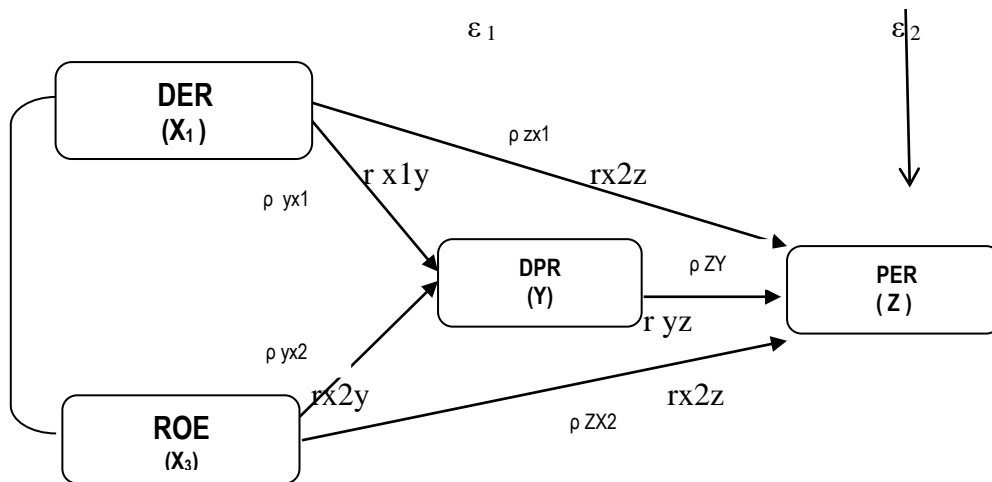 ε 1
ε 2
DER
(X1)
ρ zx1
r x1y
rx2z
ρ yx1
DPR
(Y)
ρ ZY
PER
( Z )
r yz
ρ yx2
rx2y
rx2z
ρ ZX2
ROE
(X3)